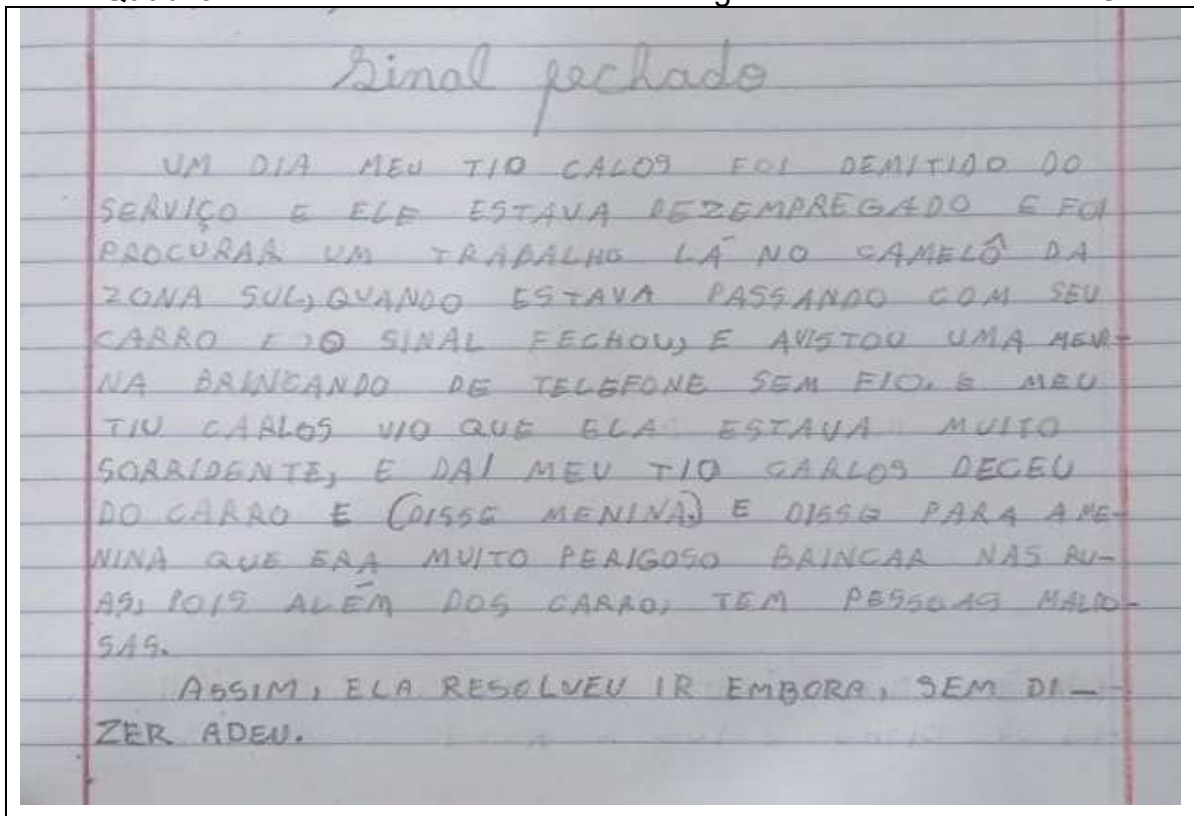 Sinal fechado
UM DIA MEU TIO CALOS FOI DEMITIDO DO
SERVIÇO E ELE ESTAVA DEZEMPREGADO E FOI
PROCURAR UM TRABALHO LÁ NO CAMELÔ DA
ZONA SUL, QUANDO ESTAVA PASSANDO COM SEU
CARRO O SINAL FECHOU, E AVISTOU UMA MENI-
NA BRINCANDO DE TELEFONE SEM FIO. E MEU
TIU CARLOS VIO QUE ELA ESTAVA MUITO
SORRIDENTE, E DAÍ MEU TIO CARLOS DECEU
DO CARRO E (DISSE MENINA) E DISSE PARA A ME-
NINA QUE ERA MUITO PERIGOSO BRINCAR NAS RU-
AS, POIS ALÉM DOS CARRO, TEM PESSOAS MALDO-
SAS.
ASSIM, ELA RESOLVEU IR EMBORA, SEM DI-
ZER ADEU.